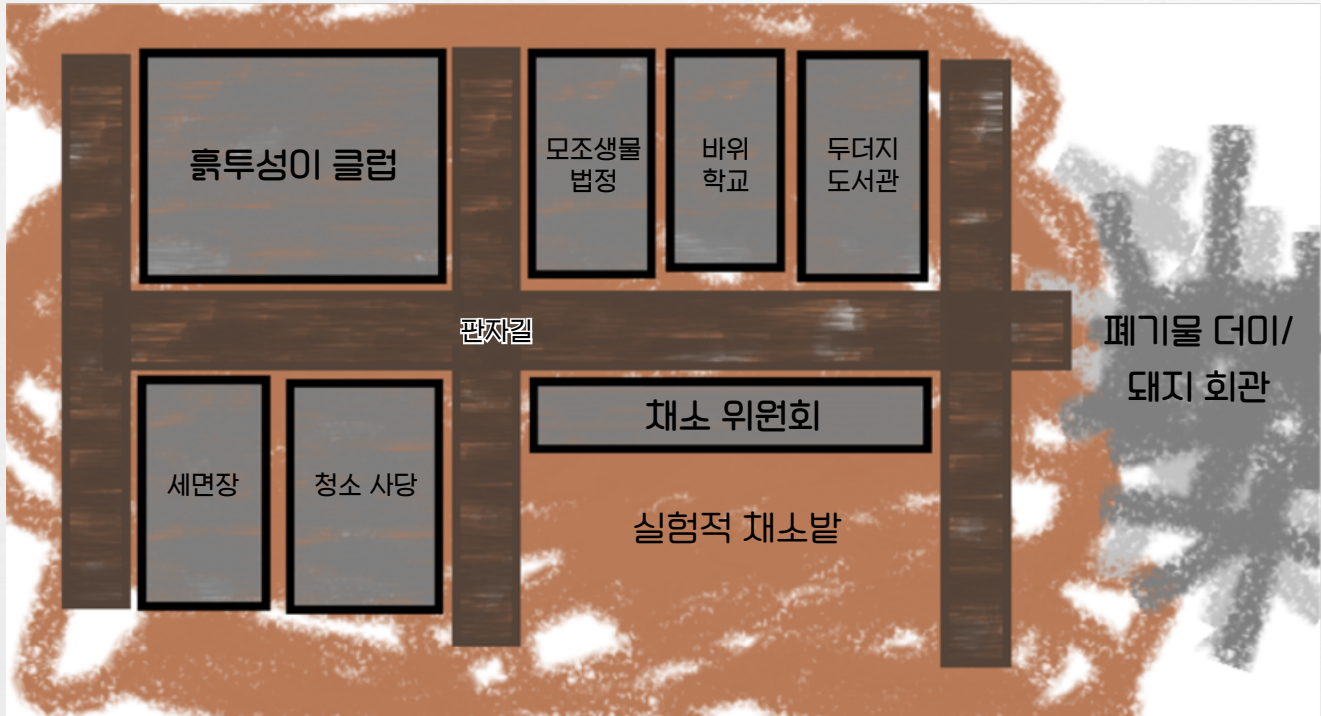 흙투성이 클럽
모조생물
법정
바위
학교
두더지
도서관
판자길
폐기물 더미/
돼지 회관
채소 위원회
세면장
청소 사당
실험적 채소밭